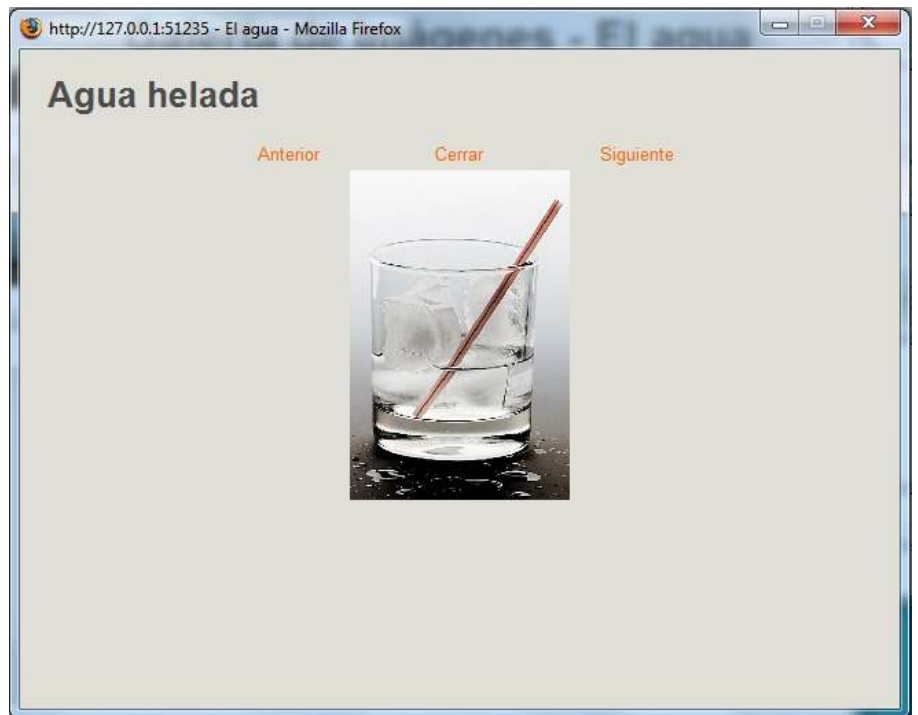 http://127.0.0.1:51235 - El agua - Mozilla Firefox
Agua helada
Anterior Cerrar Siguiente